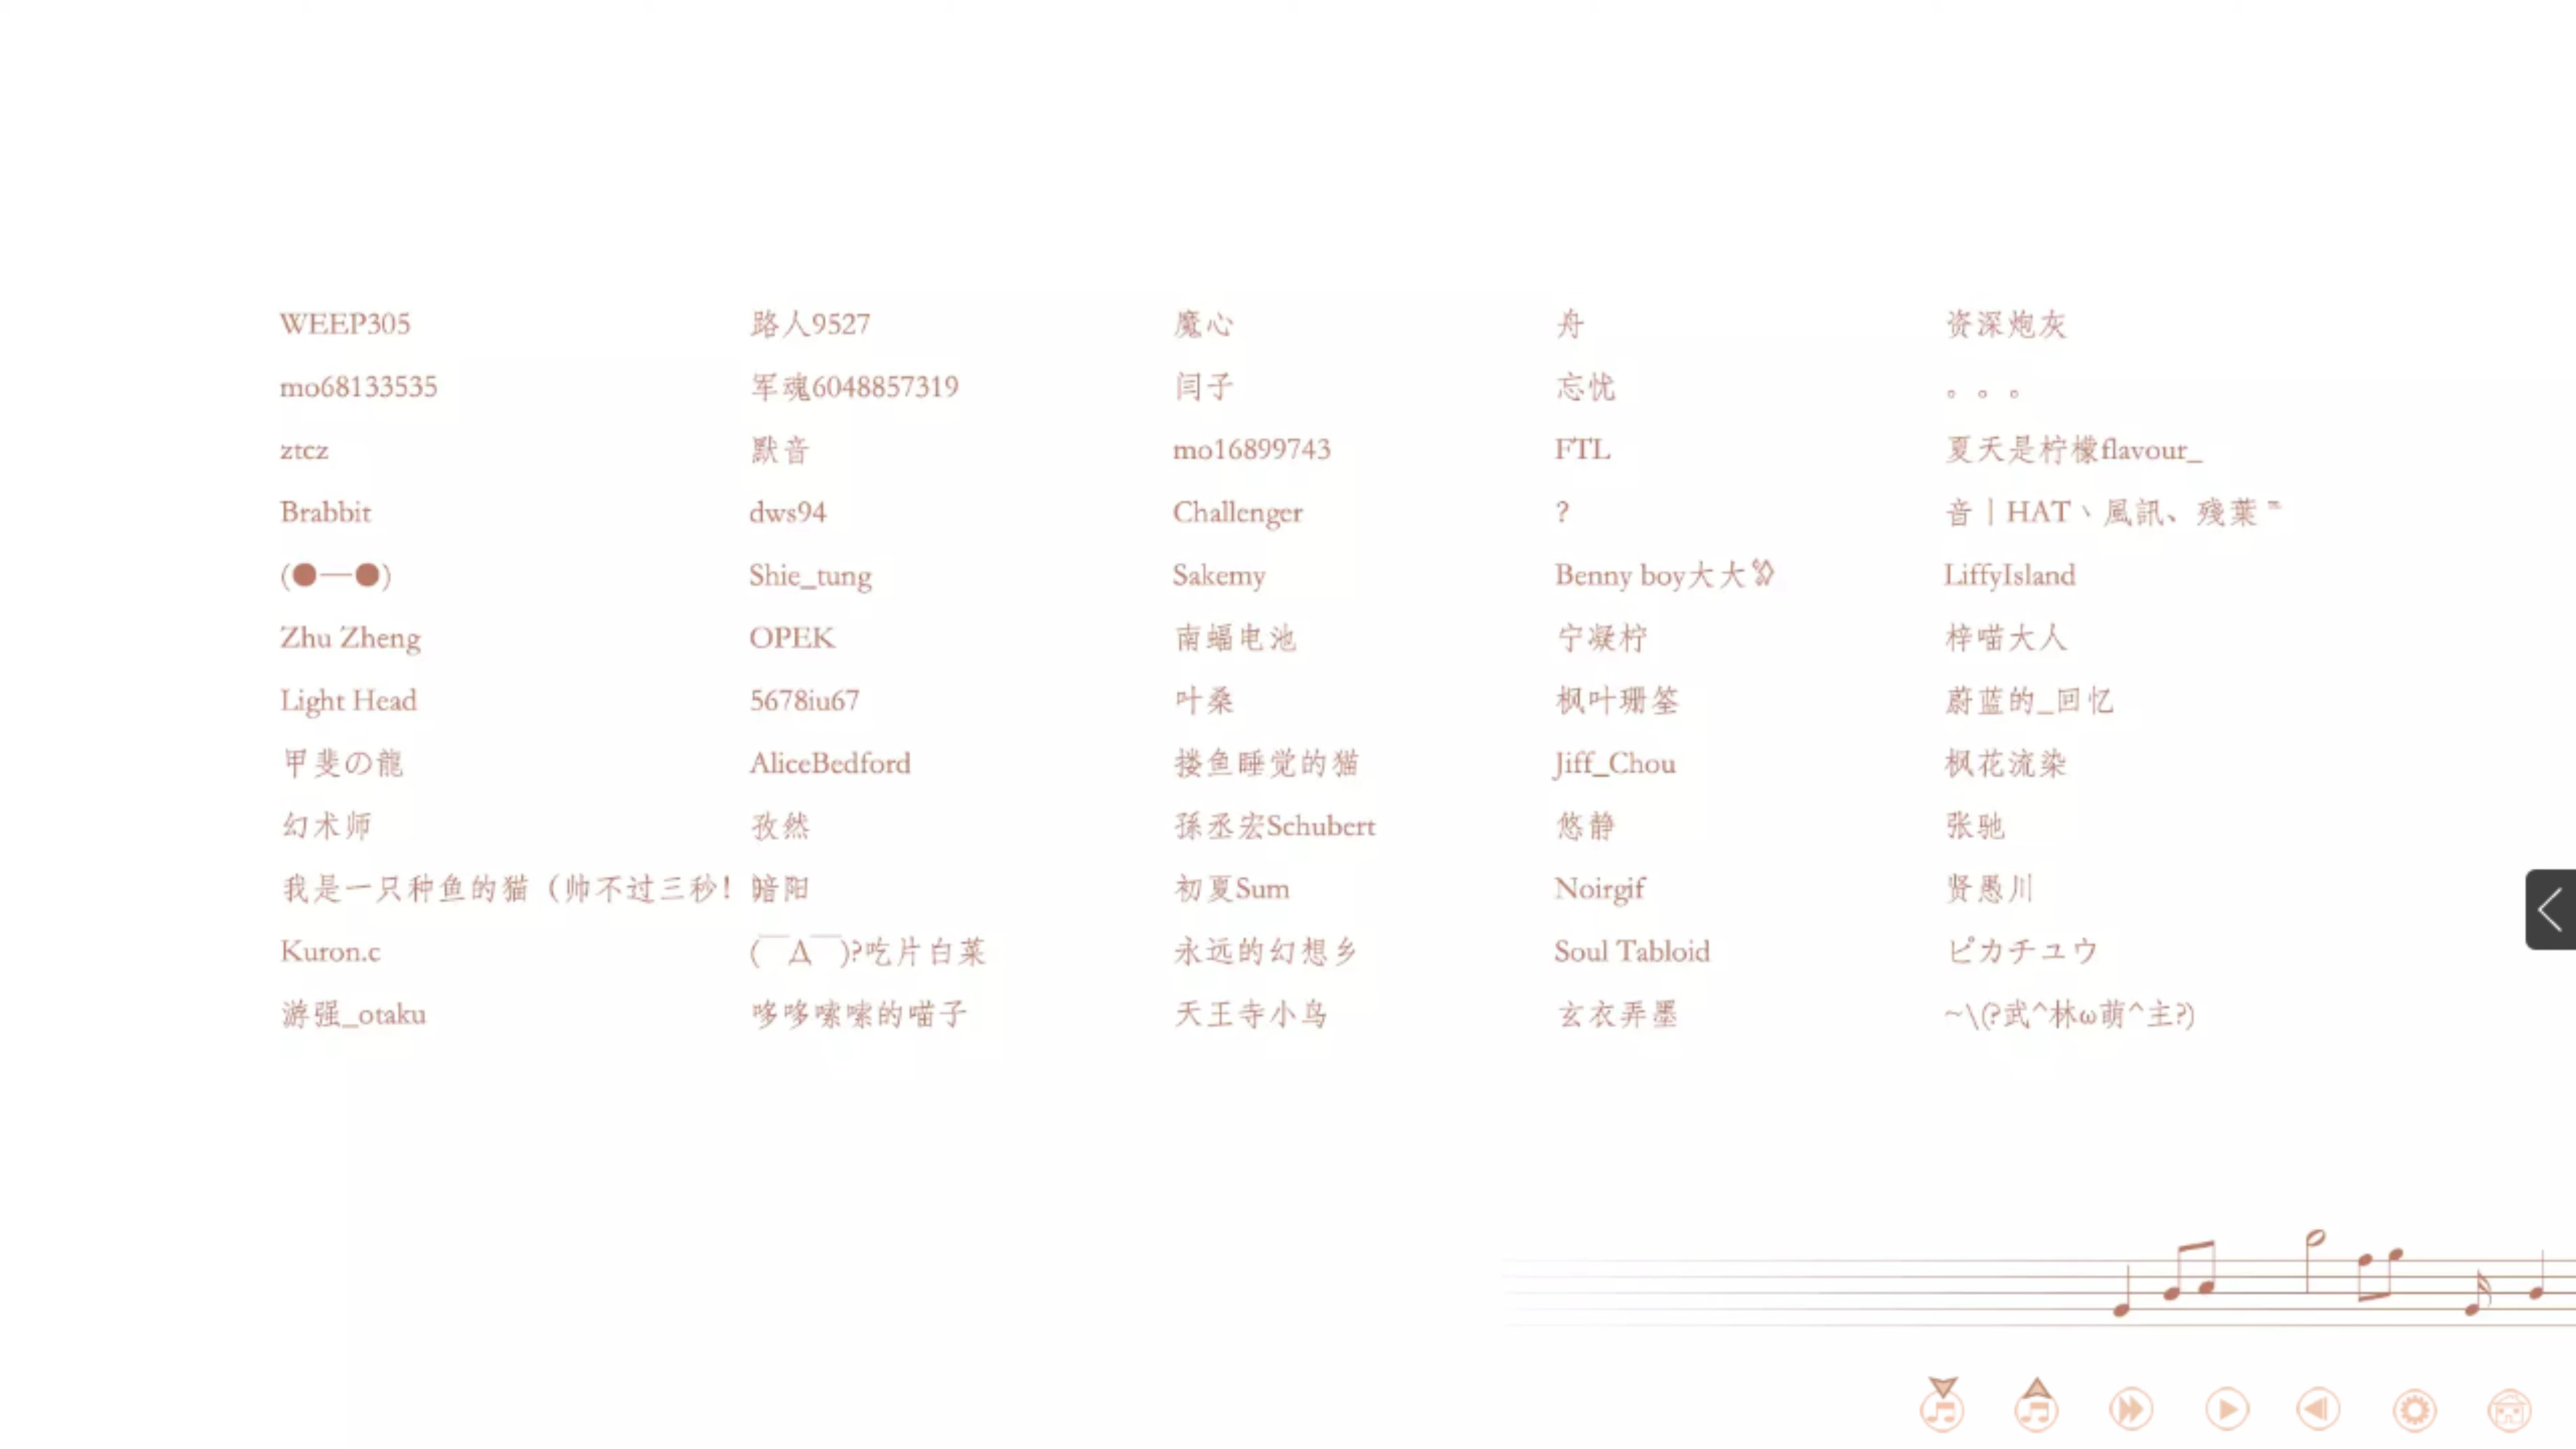 WEEP305 路人9527 魔心 舟 资深炮灰
mo68133535 军魂6048857319 闫子 忘忧 。。。
ztcz 默音 mo16899743 FTL 夏天是柠檬flavour_
Brabbit dws94 Challenger ? 音丨HAT丶風訊、殘葉
(●—●) Shie_tung Sakemy Benny boy大大 LiffyIsland
Zhu Zheng OPEK 南蝠电池 宁凝柠 梓喵大人
Light Head 5678iu67 叶桑 枫叶珊筌 蔚蓝的_回忆
甲斐の龍 AliceBedford 搂鱼睡觉的猫 Jiff_Chou 枫花流染
幻术师 孜然 孫丞宏Schubert 悠静 张驰
我是一只种鱼的猫（帅不过三秒！ 暗阳 初夏Sum Noirgif 贤愚川
Kuron.c (￣Д￣)?吃片白菜 永远的幻想乡 Soul Tabloid ピカチユウ
游强_otaku 哆哆嗦嗦的喵子 天王寺小鸟 玄衣弄墨 ~\(?武^林ω萌^主?)